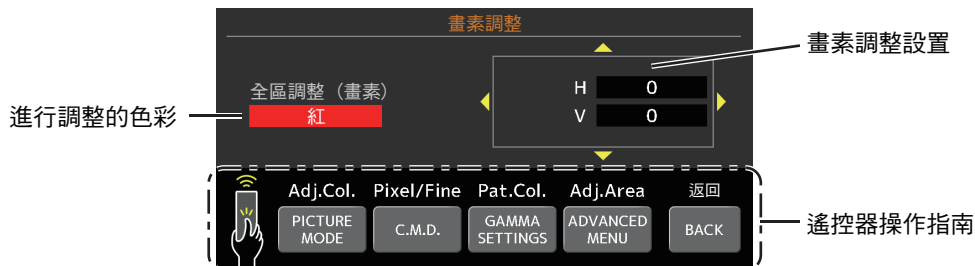 畫素調整
畫素調整設置
全區調整（畫素）
進行調整的色彩
紅
H 0
V 0
Adj.Col. Pixel/Fine Pat.Col. Adj.Area 返回
PICTURE MODE
C.M.D.
GAMMA SETTINGS
ADVANCED MENU
BACK
遙控器操作指南